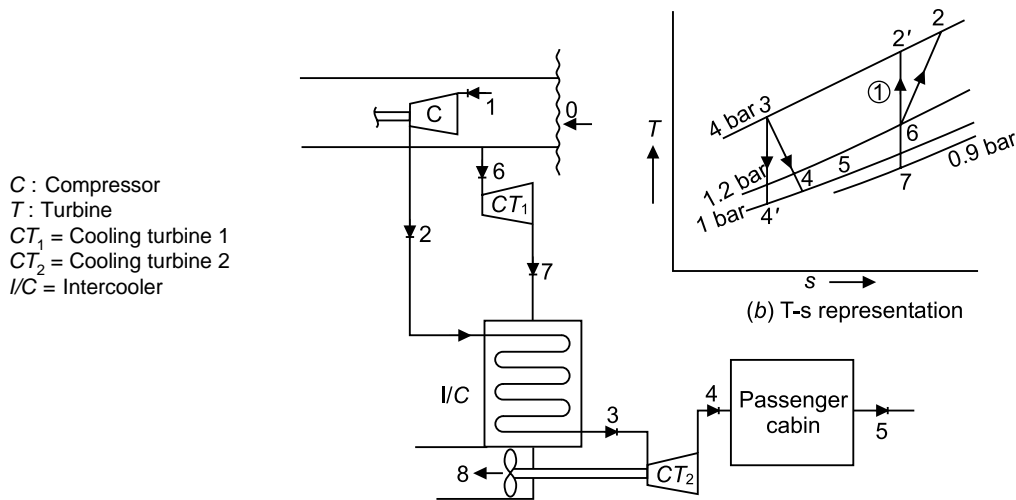 C : Compressor
T : Turbine
CT₁ = Cooling turbine 1
CT₂ = Cooling turbine 2
I/C = Intercooler
C
1
0
6
CT₁
2
7
I/C
3
8
CT₂
4
Passenger
cabin
5
T
4 bar
3
2′
2
①
6
5
1.2 bar
4
1 bar
4′
7
0.9 bar
s
(b) T-s representation